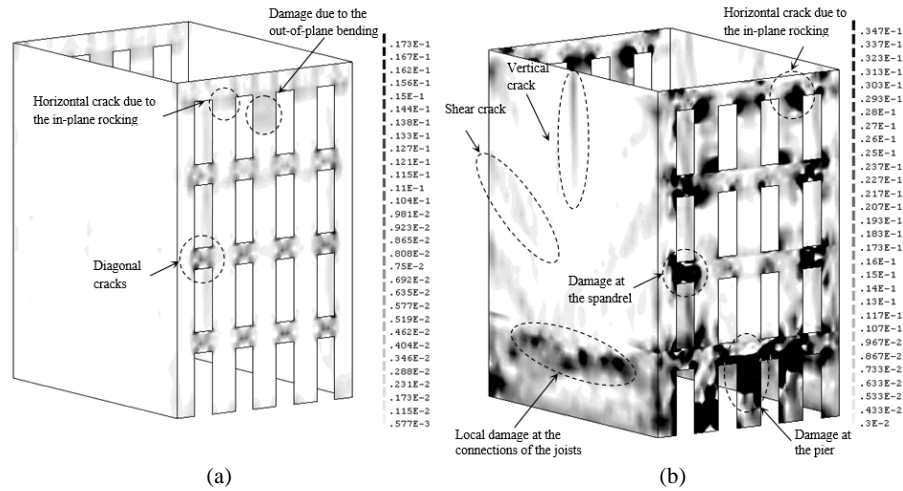 Damage due to the
out-of-plane bending
Horizontal crack due to
the in-plane rocking
Diagonal
cracks
.173E-1
.167E-1
.162E-1
.156E-1
.15E-1
.144E-1
.138E-1
.133E-1
.127E-1
.121E-1
.115E-1
.11E-1
.104E-1
.981E-2
.923E-2
.865E-2
.808E-2
.75E-2
.692E-2
.635E-2
.577E-2
.519E-2
.462E-2
.404E-2
.346E-2
.288E-2
.231E-2
.173E-2
.115E-2
.577E-3
(a)
Horizontal crack due to
the in-plane rocking
Vertical
crack
Shear crack
Damage at
the spandrel
Local damage at the
connections of the joists
Damage at
the pier
.347E-1
.337E-1
.323E-1
.313E-1
.303E-1
.293E-1
.28E-1
.27E-1
.26E-1
.25E-1
.237E-1
.227E-1
.217E-1
.207E-1
.193E-1
.183E-1
.173E-1
.16E-1
.15E-1
.14E-1
.13E-1
.117E-1
.107E-1
.967E-2
.867E-2
.733E-2
.633E-2
.533E-2
.433E-2
.3E-2
(b)